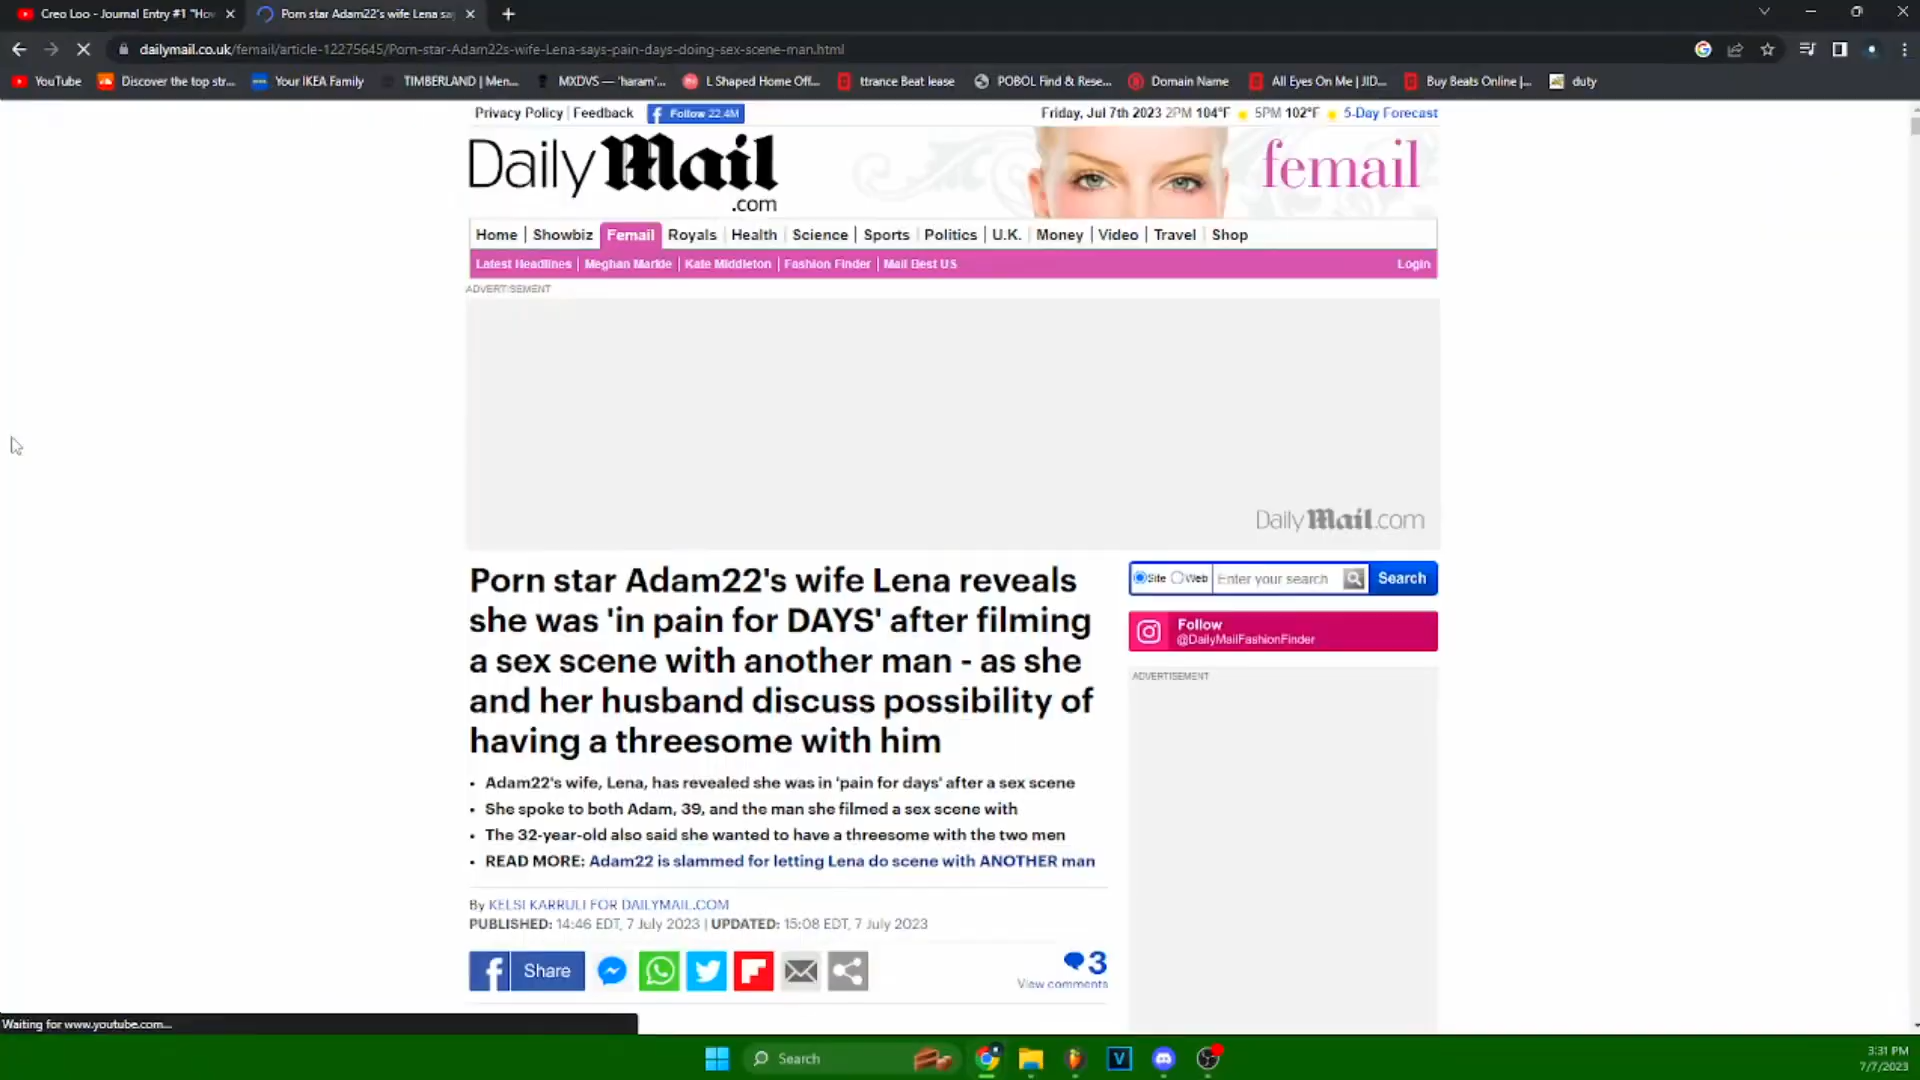 Creo Loo - Journal Entry #1 "Hov
Porn star Adam22's wife Lena sa
dailymail.co.uk/femail/article-12275645/Porn-star-Adam22s-wife-Lena-says-pain-days-doing-sex-scene-man.html
YouTube
Discover the top str...
Your IKEA Family
TIMBERLAND | Men...
MXDVS — 'haram'...
L Shaped Home Off...
ttrance Beat lease
POBOL Find & Rese...
Domain Name
All Eyes On Me | JID...
Buy Beats Online |...
duty
Privacy Policy | Feedback
Follow 22.4M
Friday, Jul 7th 2023 2PM 104°F 5PM 102°F 5-Day Forecast
Daily Mail
.com
femail
Home | Showbiz Femail Royals Health Science Sports Politics U.K. Money Video Travel Shop
Latest Headlines | Meghan Markle | Kate Middleton | Fashion Finder | Mail Best US
Login
ADVERTISEMENT
DailyMail.com
Porn star Adam22's wife Lena reveals
she was 'in pain for DAYS' after filming
a sex scene with another man - as she
and her husband discuss possibility of
having a threesome with him
• Adam22's wife, Lena, has revealed she was in 'pain for days' after a sex scene
• She spoke to both Adam, 39, and the man she filmed a sex scene with
• The 32-year-old also said she wanted to have a threesome with the two men
• READ MORE: Adam22 is slammed for letting Lena do scene with ANOTHER man
By KELSI KARRULI FOR DAILYMAIL.COM
PUBLISHED: 14:46 EDT, 7 July 2023 | UPDATED: 15:08 EDT, 7 July 2023
Share
3
View comments
Site Web Enter your search Search
Follow
@DailyMailFashionFinder
ADVERTISEMENT
Waiting for www.youtube.com...
Search
V
3:31 PM
7/7/2023